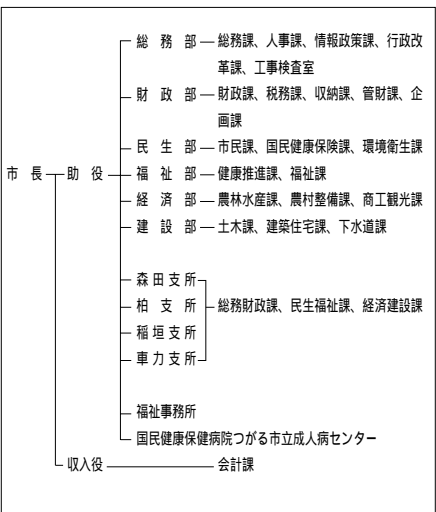 総務部 総務課、人事課、情報政策課、行政改
革課、工事検査室
財政部 財政課、税務課、収納課、管財課、企
画課
民生部 市民課、国民健康保険課、環境衛生課
市長 助役 福祉部 健康推進課、福祉課
経済部 農林水産課、農村整備課、商工観光課
建設部 土木課、建築住宅課、下水道課
森田支所
柏支所 総務財政課、民生福祉課、経済建設課
稲垣支所
車力支所
福祉事務所
国民健康保健病院つがる市立成人病センター
収入役 会計課